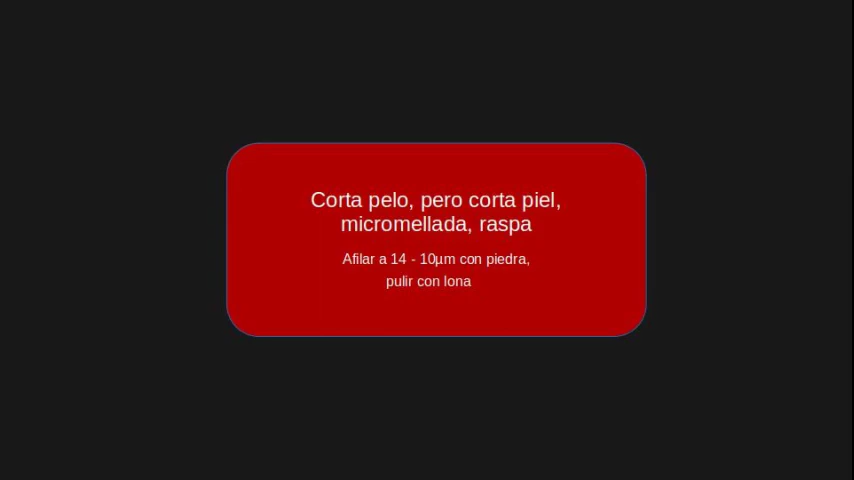 Corta pelo, pero corta piel,
micromellada, raspa
Afilar a 14 - 10µm con piedra,
pulir con lona